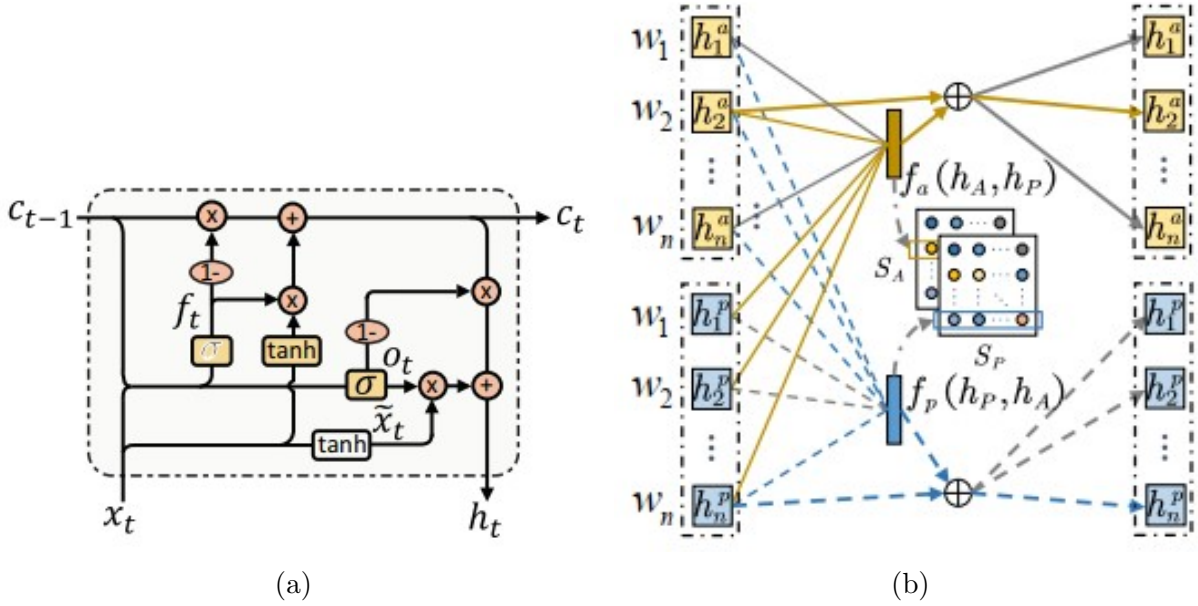 c_{t-1}
×
+
c_t
1-
f_t
×
σ
tanh
1-
×
σ
o_t
×
+
x̃_t
tanh
x_t
h_t
(a)
w_1 h_1^a h_1^a
w_2 h_2^a h_2^a
f_a(h_A, h_P)
w_n h_n^a h_n^a
S_A
w_1 h_1^p h_1^p
S_P
w_2 h_2^p f_p(h_P, h_A) h_2^p
w_n h_n^p h_n^p
(b)